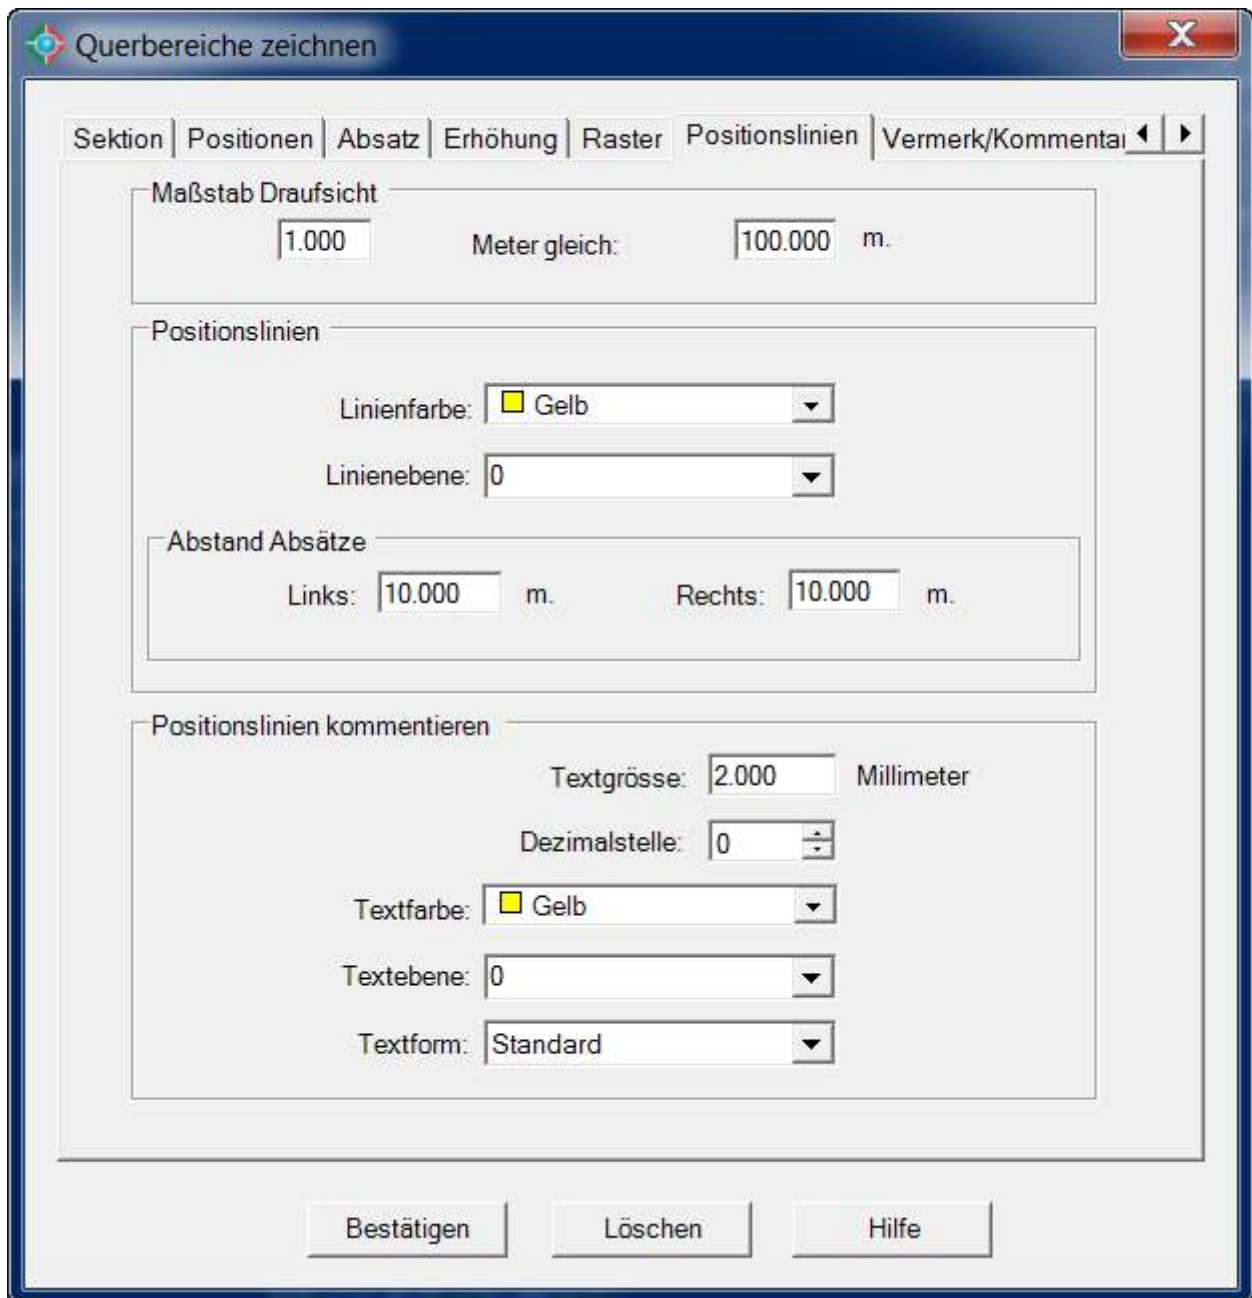 Querbereiche zeichnen
Sektion Positionen Absatz Erhöhung Raster Positionslinien Vermerk/Kommentar
Maßstab Draufsicht
1.000 Meter gleich: 100.000 m.
Positionslinien
Linienfarbe: Gelb
Linienebene: 0
Abstand Absätze
Links: 10.000 m. Rechts: 10.000 m.
Positionslinien kommentieren
Textgrösse: 2.000 Millimeter
Dezimalstelle: 0
Textfarbe: Gelb
Textebene: 0
Textform: Standard
Bestätigen Löschen Hilfe